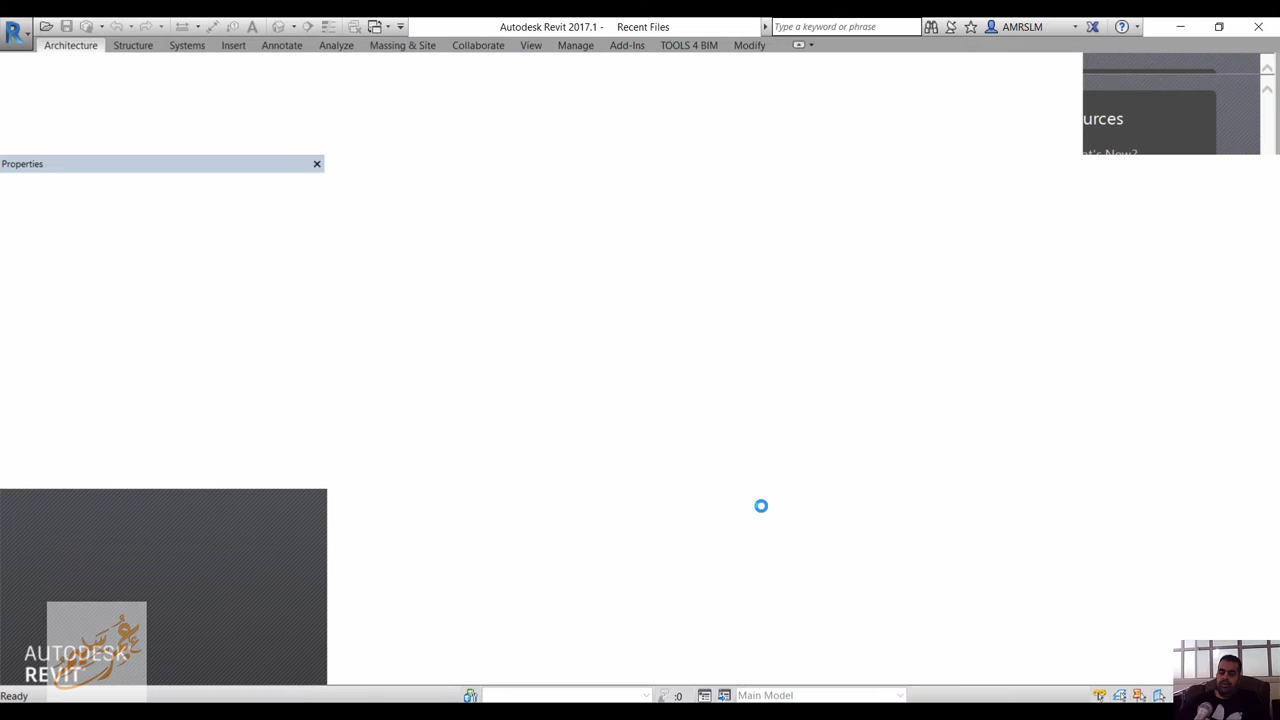 Autodesk Revit 2017.1 - Recent Files
Type a keyword or phrase
AMRSLM
Architecture Structure Systems Insert Annotate Analyze Massing & Site Collaborate View Manage Add-Ins TOOLS 4 BIM Modify
urces
Properties
AUTODESK
REVIT
Ready
:0
Main Model